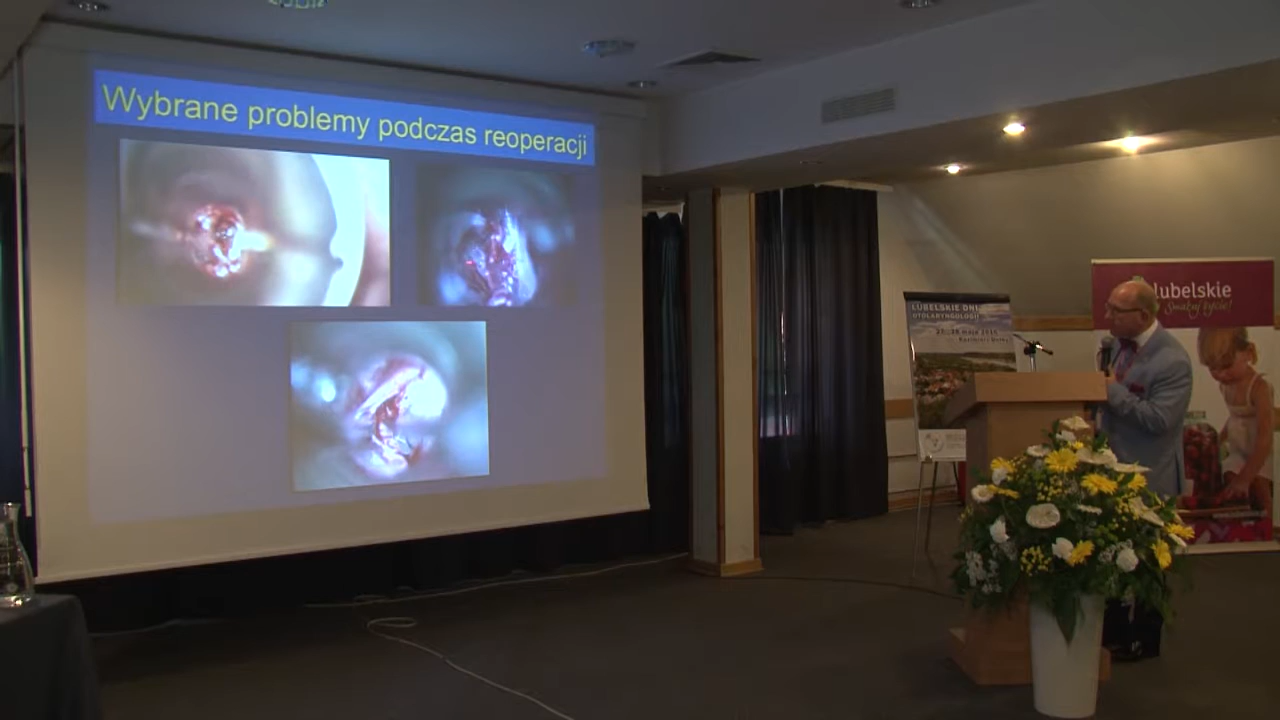 Wybrane problemy podczas reoperacji
lubelskie
Smakuj życie!
LUBELSKIE DNI
OTOLARYNGOLOGII